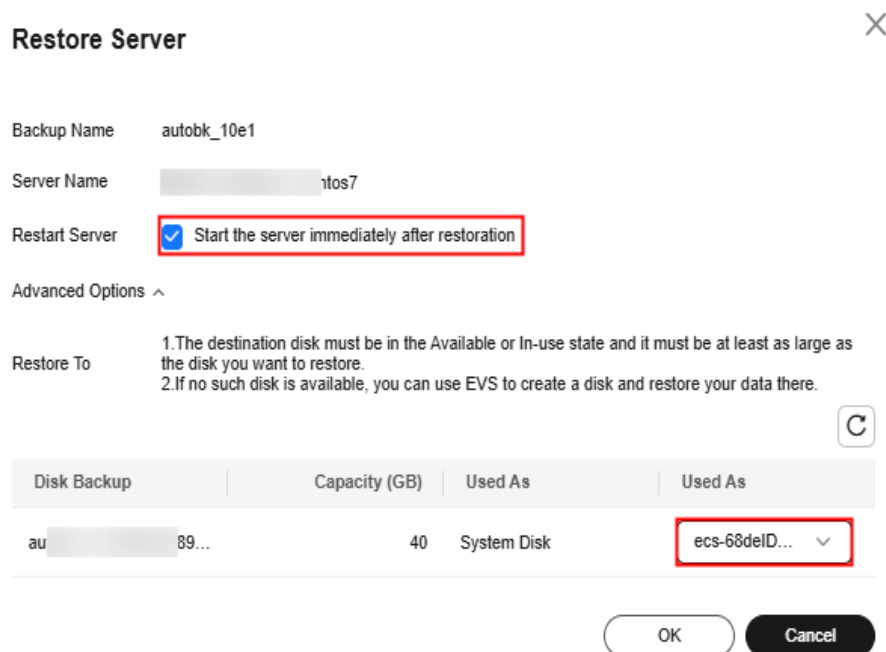 Restore Server
Backup Name autobk_10e1
Server Name ntos7
Restart Server Start the server immediately after restoration
Advanced Options
Restore To
1.The destination disk must be in the Available or In-use state and it must be at least as large as
the disk you want to restore.
2.If no such disk is available, you can use EVS to create a disk and restore your data there.
Disk Backup Capacity (GB) Used As Used As
au 89... 40 System Disk ecs-68delD...
OK Cancel